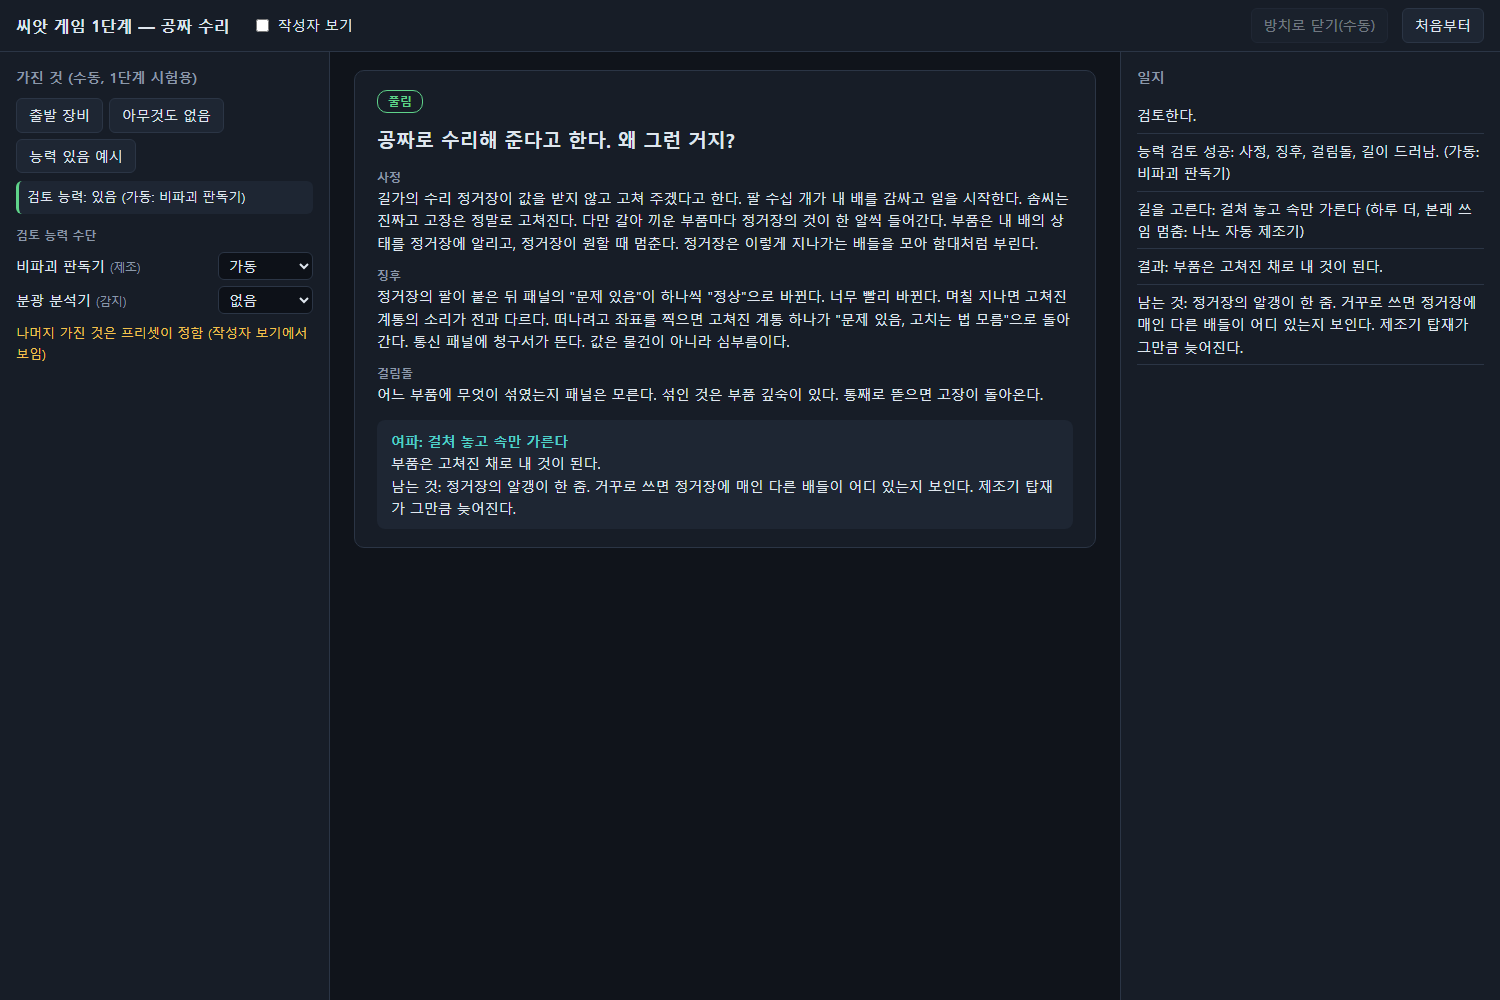 씨앗 게임 1단계 — 공짜 수리
작성자 보기
방치로 닫기(수동)
처음부터
가진 것 (수동, 1단계 시험용)
출발 장비
아무것도 없음
능력 있음 예시
검토 능력: 있음 (가동: 비파괴 판독기)
검토 능력 수단
비파괴 판독기 (제조)
가동
분광 분석기 (감지)
없음
나머지 가진 것은 프리셋이 정함 (작성자 보기에서
보임)
풀림
공짜로 수리해 준다고 한다. 왜 그런 거지?
사정
길가의 수리 정거장이 값을 받지 않고 고쳐 주겠다고 한다. 팔 수십 개가 내 배를 감싸고 일을 시작한다. 솜씨는
진짜고 고장은 정말로 고쳐진다. 다만 갈아 끼운 부품마다 정거장의 것이 한 알씩 들어간다. 부품은 내 배의 상
태를 정거장에 알리고, 정거장이 원할 때 멈춘다. 정거장은 이렇게 지나가는 배들을 모아 함대처럼 부린다.
징후
정거장의 팔이 붙은 뒤 패널의 "문제 있음"이 하나씩 "정상"으로 바뀐다. 너무 빨리 바뀐다. 며칠 지나면 고쳐진
계통의 소리가 전과 다르다. 떠나려고 좌표를 찍으면 고쳐진 계통 하나가 "문제 있음, 고치는 법 모름"으로 돌아
간다. 통신 패널에 청구서가 뜬다. 값은 물건이 아니라 심부름이다.
걸림돌
어느 부품에 무엇이 섞였는지 패널은 모른다. 섞인 것은 부품 깊숙이 있다. 통째로 뜯으면 고장이 돌아온다.
여파: 걸쳐 놓고 속만 가른다
부품은 고쳐진 채로 내 것이 된다.
남는 것: 정거장의 알갱이 한 줌. 거꾸로 쓰면 정거장에 매인 다른 배들이 어디 있는지 보인다. 제조기 탑재
가 그만큼 늦어진다.
일지
검토한다.
능력 검토 성공: 사정, 징후, 걸림돌, 길이 드러남. (가동:
비파괴 판독기)
길을 고른다: 걸쳐 놓고 속만 가른다 (하루 더, 본래 쓰
임 멈춤: 나노 자동 제조기)
결과: 부품은 고쳐진 채로 내 것이 된다.
남는 것: 정거장의 알갱이 한 줌. 거꾸로 쓰면 정거장에
매인 다른 배들이 어디 있는지 보인다. 제조기 탑재가
그만큼 늦어진다.